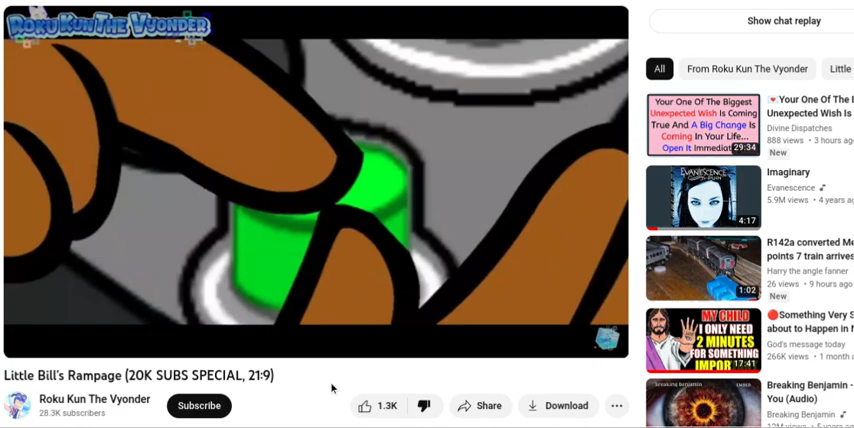 ROKU KUN THE VYONDER
Little Bill's Rampage (20K SUBS SPECIAL, 21:9)
Roku Kun The Vyonder
28.3K subscribers
Subscribe
1.3K
Share
Download
Show chat replay
All
From Roku Kun The Vyonder
Little
Your One Of The Biggest
Unexpected Wish Is Coming
True And A Big Change Is
Coming In Your Life...
Open It Immediat
29:34
💌Your One Of The
Unexpected Wish Is
Divine Dispatches
888 views • 3 hours
New
EVANESCENCE
4:17
Imaginary
Evanescence
5.9M views • 4 years
1:02
R142a converted
points 7 train arrives
Harry the angle fanner
26 views • 9 hours ago
New
MY CHILD
I ONLY NEED
2 MINUTES
FOR SOMETHING
IMPOR
17:41
🔴Something Very
about to Happen in
God's message today
266K views • 1 month
BREAKING BENJAMIN
Breaking Benjamin -
You (Audio)
Breaking Benjamin